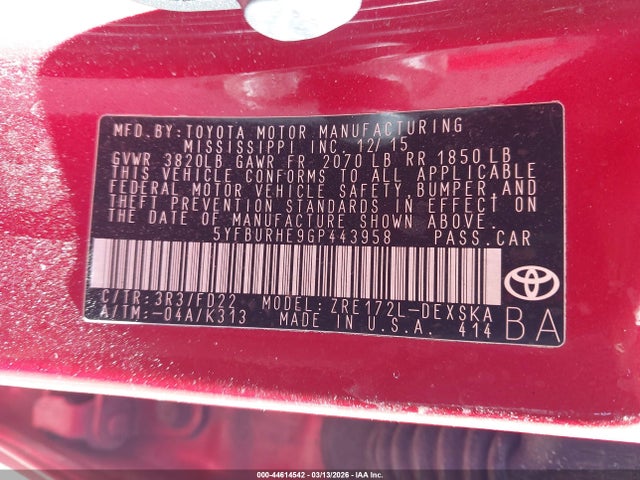 MFD. BY: TOYOTA MOTOR MANUFACTURING
MISSISSIPPI INC. 12/15
GVWR 3820LB GAWR FR. 2070LB RR 1850LB
THIS VEHICLE CONFORMS TO ALL APPLICABLE
FEDERAL MOTOR VEHICLE SAFETY, BUMPER, AND
THEFT PREVENTION STANDARDS IN EFFECT ON
THE DATE OF MANUFACTURE SHOWN ABOVE.
5YFBURHE9GP443958 PASS.CAR
C/TR: 3R3/FD22 MODEL: ZRE172L-DEXSKA
A/TM: -04A/K313 MADE IN U.S.A. 414
BA
TOYOTA
000-44614542 - 03/13/2026 - IAA Inc.